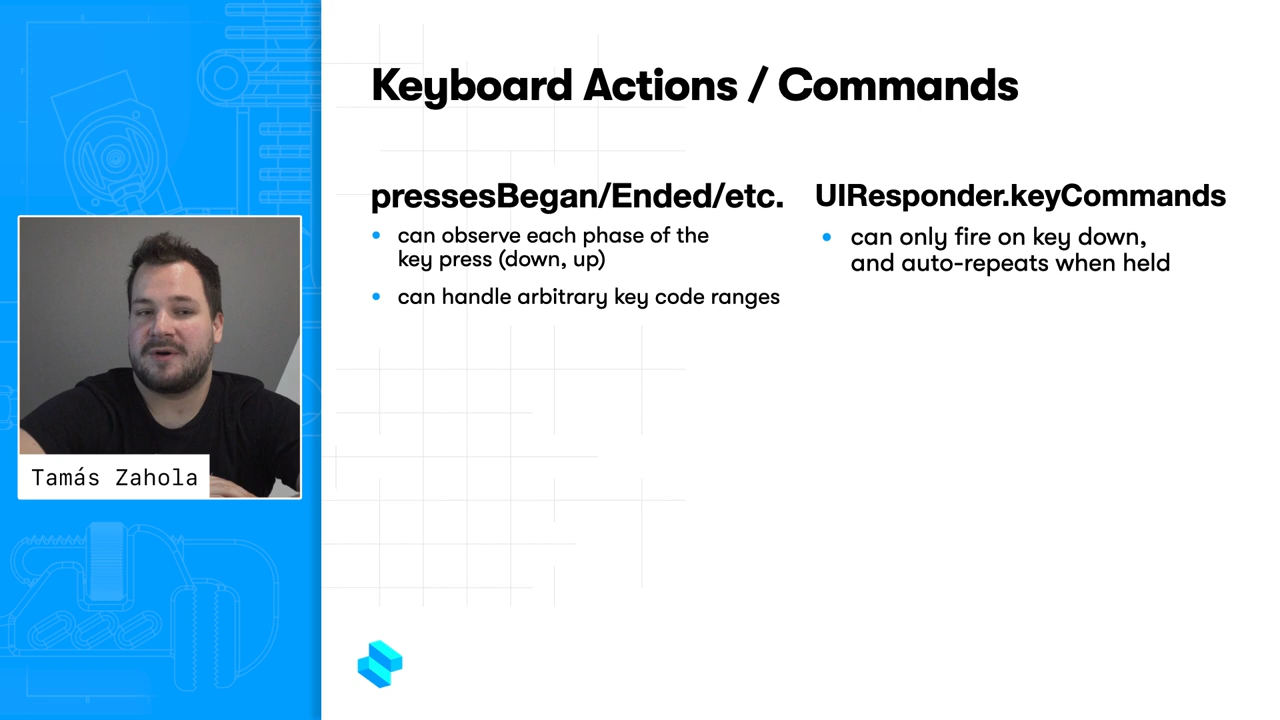 Keyboard Actions / Commands
pressesBegan/Ended/etc.
can observe each phase of the
key press (down, up)
can handle arbitrary key code ranges
UIResponder.keyCommands
can only fire on key down,
and auto-repeats when held
Tamás Zahola